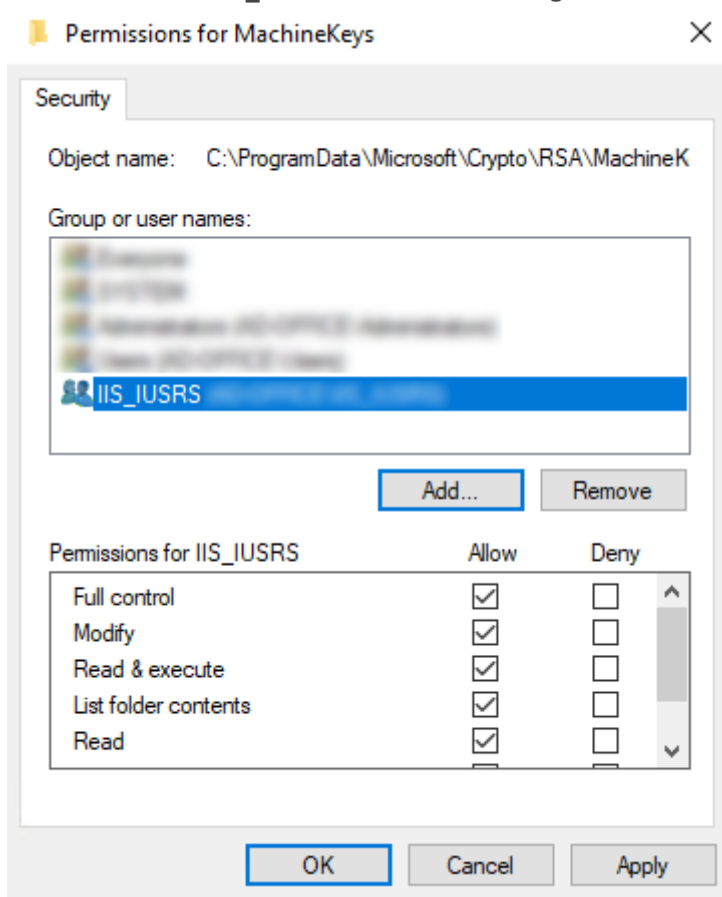 Permissions for MachineKeys
Security
Object name: C:\ProgramData\Microsoft\Crypto\RSA\MachineK
Group or user names:
IIS_IUSRS
Add... Remove
Permissions for IIS_IUSRS Allow Deny
Full control
Modify
Read & execute
List folder contents
Read
OK Cancel Apply